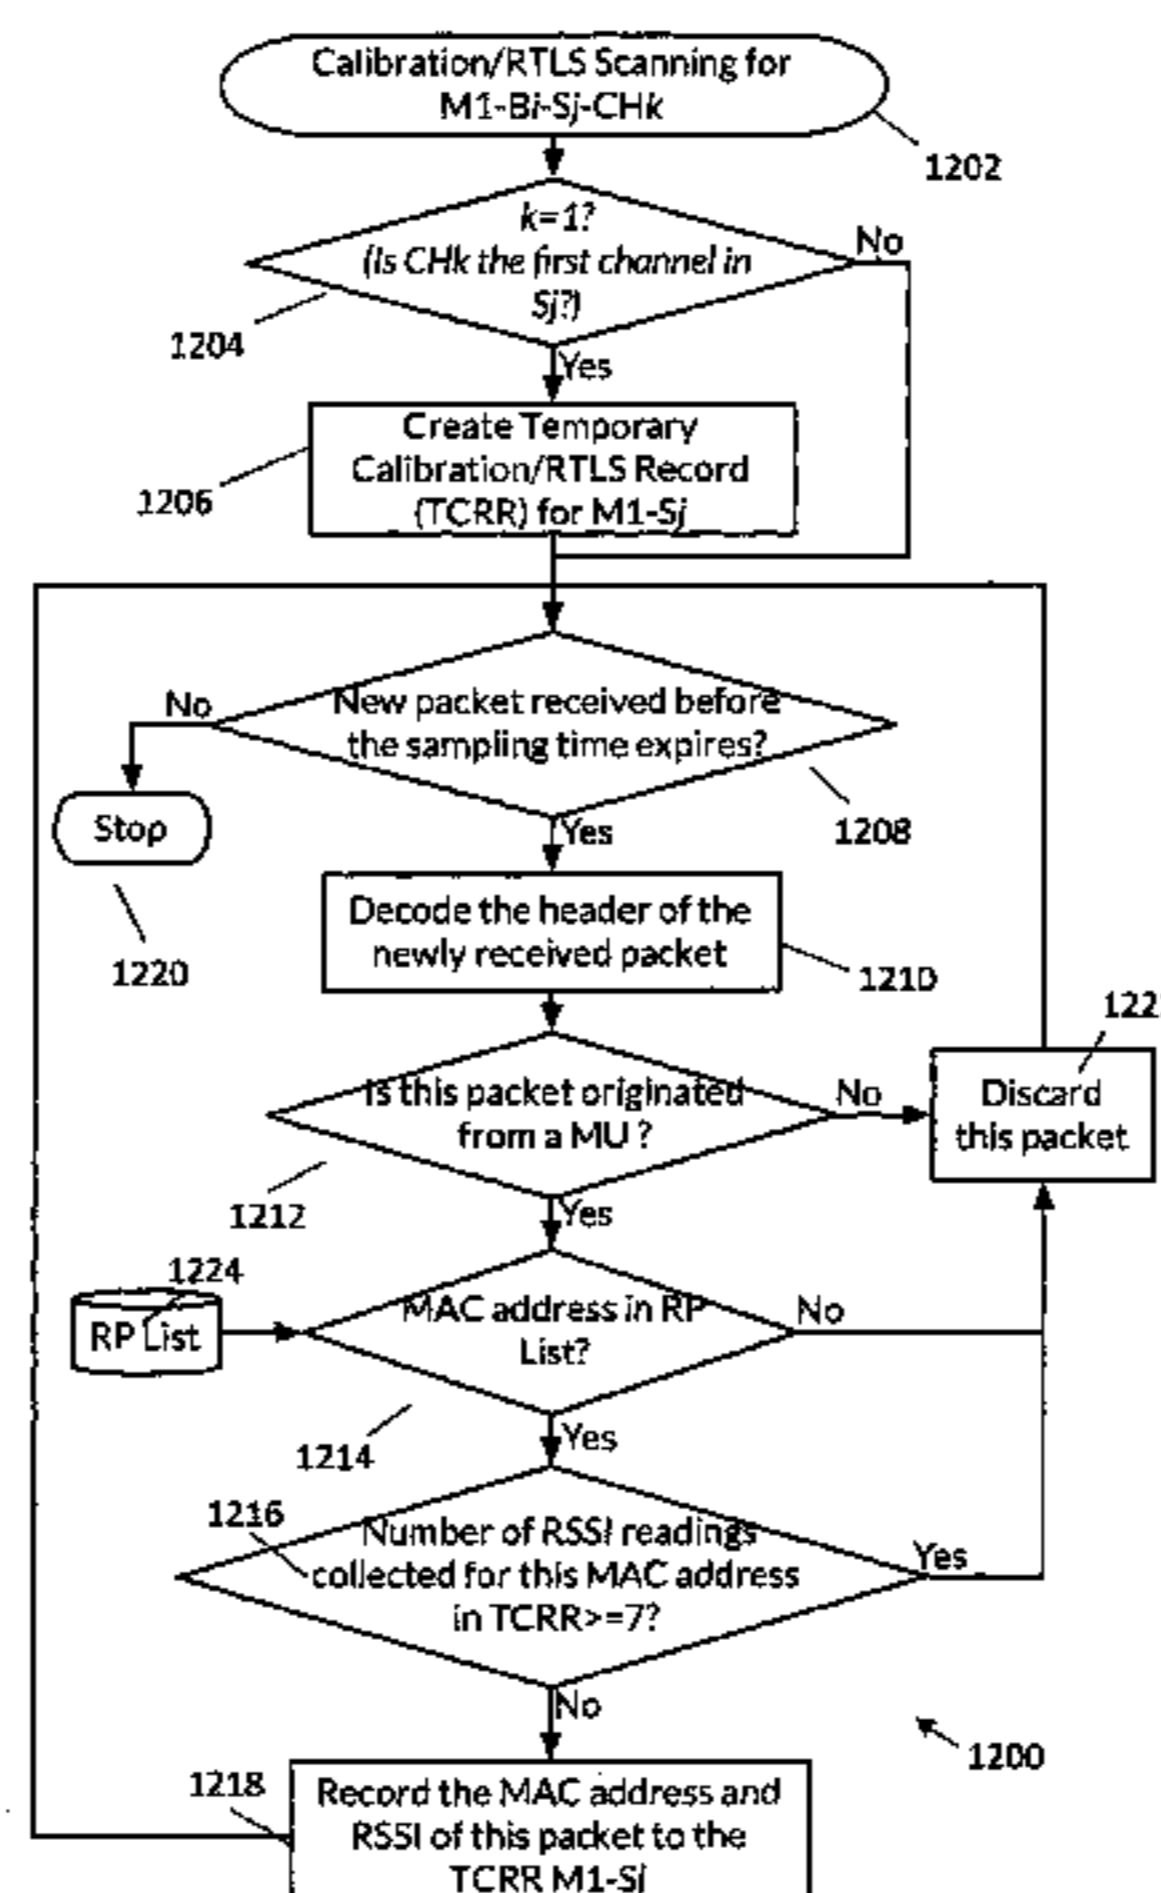 Calibration/RTLS Scanning for
M1-Bi-Sj-CHk
1202
k=1?
(Is CHk the first channel in
Sj?)
No
1204
Yes
Create Temporary
Calibration/RTLS Record
(TCRR) for M1-Sj
1206
New packet received before
the sampling time expires?
No
Stop
1208
Yes
1220
Decode the header of the
newly received packet
1210
122
Is this packet originated
from a MU ?
No
Discard
this packet
1212
Yes
1224
RP List
MAC address in RP
List?
No
1214
Yes
1216
Number of RSSI readings
collected for this MAC address
in TCRR>=7?
Yes
No
1200
1218
Record the MAC address and
RSSI of this packet to the
TCRR M1-Sj